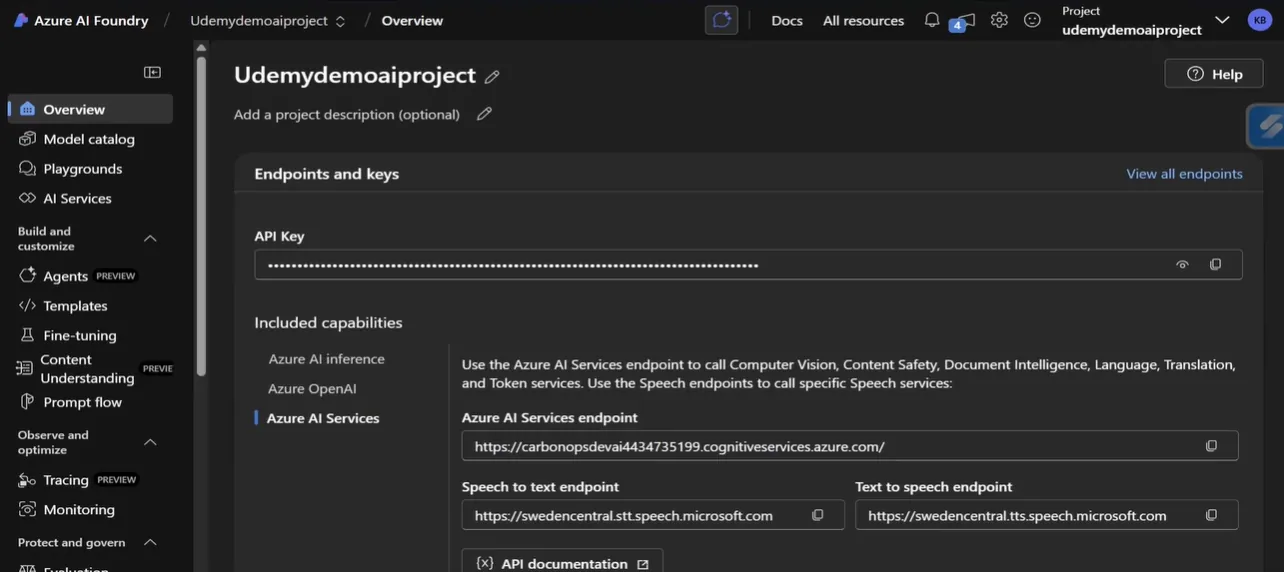 Azure AI Foundry / Udemydemoaiproject / Overview
Docs All resources 4 Project udemydemoaiproject KB
Overview
Model catalog
Playgrounds
AI Services
Build and
customize
Agents PREVIEW
Templates
Fine-tuning
Content
Understanding PREVIE
Prompt flow
Observe and
optimize
Tracing PREVIEW
Monitoring
Protect and govern
Evaluation
Udemydemoaiproject
Help
Add a project description (optional)
Endpoints and keys
View all endpoints
API Key
Included capabilities
Azure AI inference
Azure OpenAI
Azure AI Services
Use the Azure AI Services endpoint to call Computer Vision, Content Safety, Document Intelligence, Language, Translation,
and Token services. Use the Speech endpoints to call specific Speech services:
Azure AI Services endpoint
https://carbonopsdevai4434735199.cognitiveservices.azure.com/
Speech to text endpoint
https://swedencentral.stt.speech.microsoft.com
Text to speech endpoint
https://swedencentral.tts.speech.microsoft.com
{x} API documentation